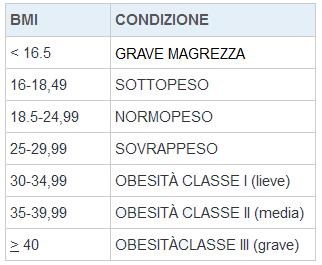 BMI CONDIZIONE
< 16.5 GRAVE MAGREZZA
16-18,49 SOTTOPESO
18.5-24,99 NORMOPESO
25-29,99 SOVRAPPESO
30-34,99 OBESITÀ CLASSE I (lieve)
35-39,99 OBESITÀ CLASSE II (media)
≥ 40 OBESITÀCLASSE III (grave)